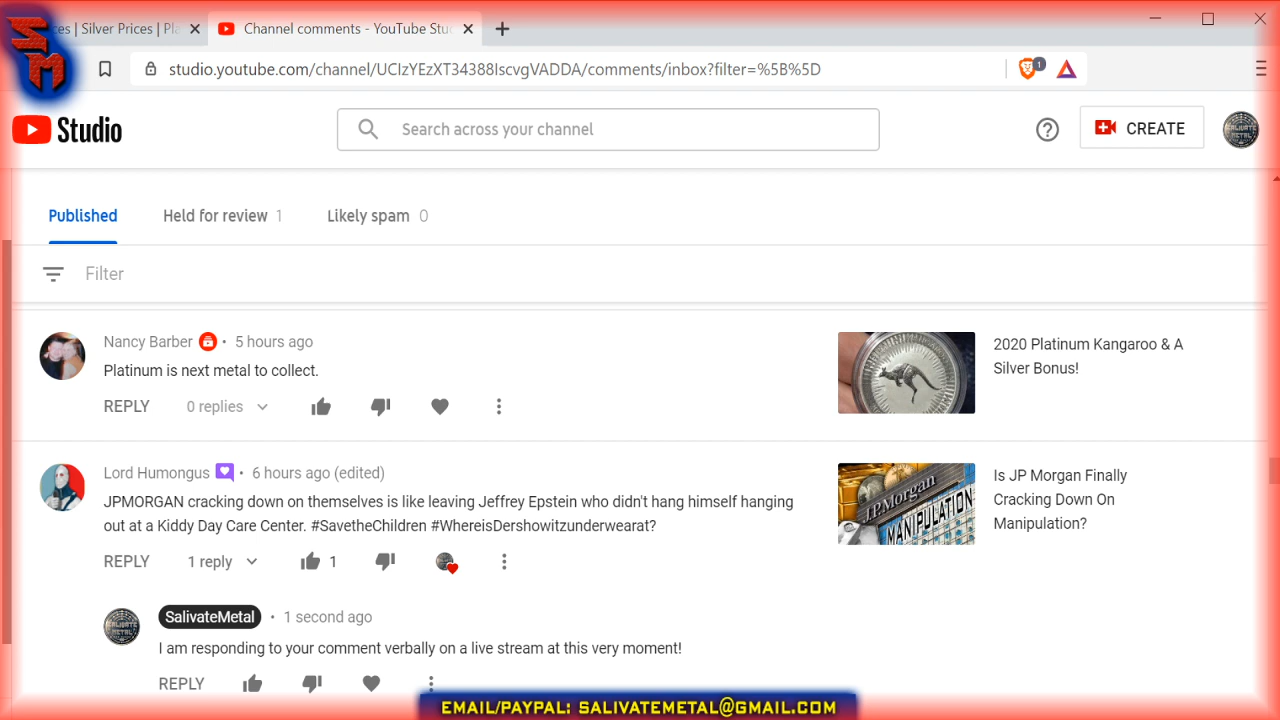 SM
es | Silver Prices | Pla
Channel comments - YouTube Stu
studio.youtube.com/channel/UCIzYEzXT34388IscvgVADDA/comments/inbox?filter=%5B%5D
1
Studio
Search across your channel
CREATE
Published
Held for review 1
Likely spam 0
Filter
Nancy Barber • 5 hours ago
Platinum is next metal to collect.
REPLY 0 replies
2020 Platinum Kangaroo & A
Silver Bonus!
Lord Humongus • 6 hours ago (edited)
JPMORGAN cracking down on themselves is like leaving Jeffrey Epstein who didn't hang himself hanging
out at a Kiddy Day Care Center. #SavetheChildren #WhereisDershowitzunderwearat?
REPLY 1 reply 1
J.P.Morgan
MANIPULATION
Is JP Morgan Finally
Cracking Down On
Manipulation?
SalivateMetal • 1 second ago
I am responding to your comment verbally on a live stream at this very moment!
REPLY
EMAIL/PAYPAL: SALIVATEMETAL@GMAIL.COM